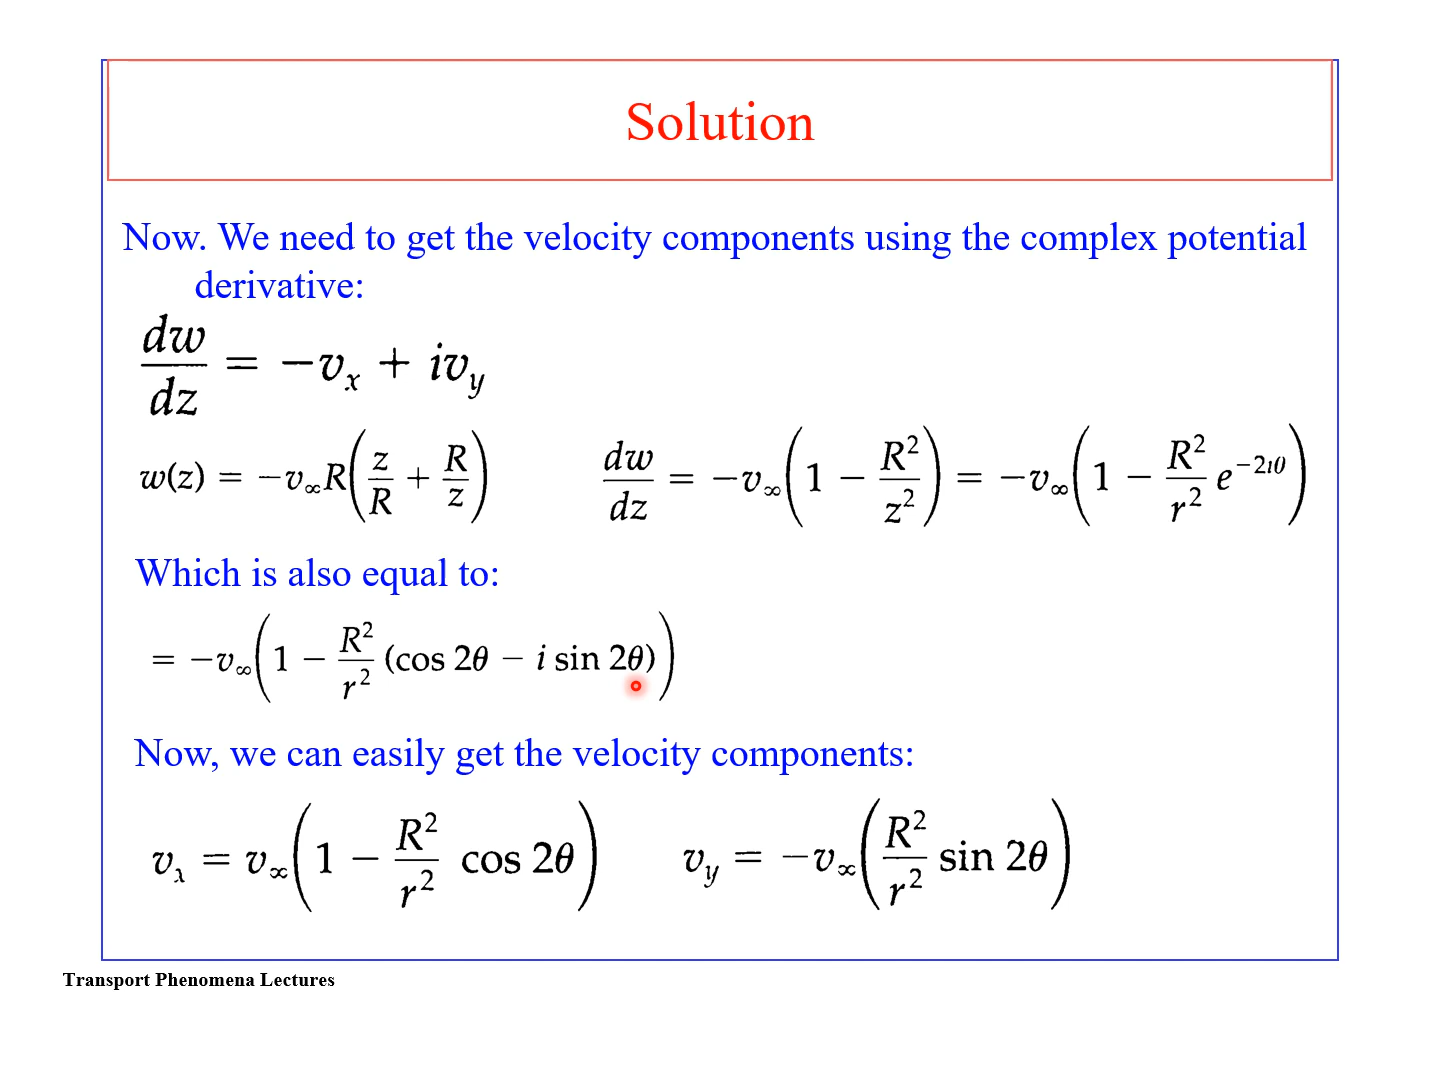 Solution
Now. We need to get the velocity components using the complex potential
derivative:
dw/dz = −v_x + iv_y
w(z) = −v_∞R(z/R + R/z)    dw/dz = −v_∞(1 − R²/z²) = −v_∞(1 − R²/r² e^(−2ıθ))
Which is also equal to:
= −v_∞(1 − R²/r² (cos 2θ − i sin 2θ))
Now, we can easily get the velocity components:
v_λ = v_∞(1 − R²/r² cos 2θ)    v_y = −v_∞(R²/r² sin 2θ)
Transport Phenomena Lectures